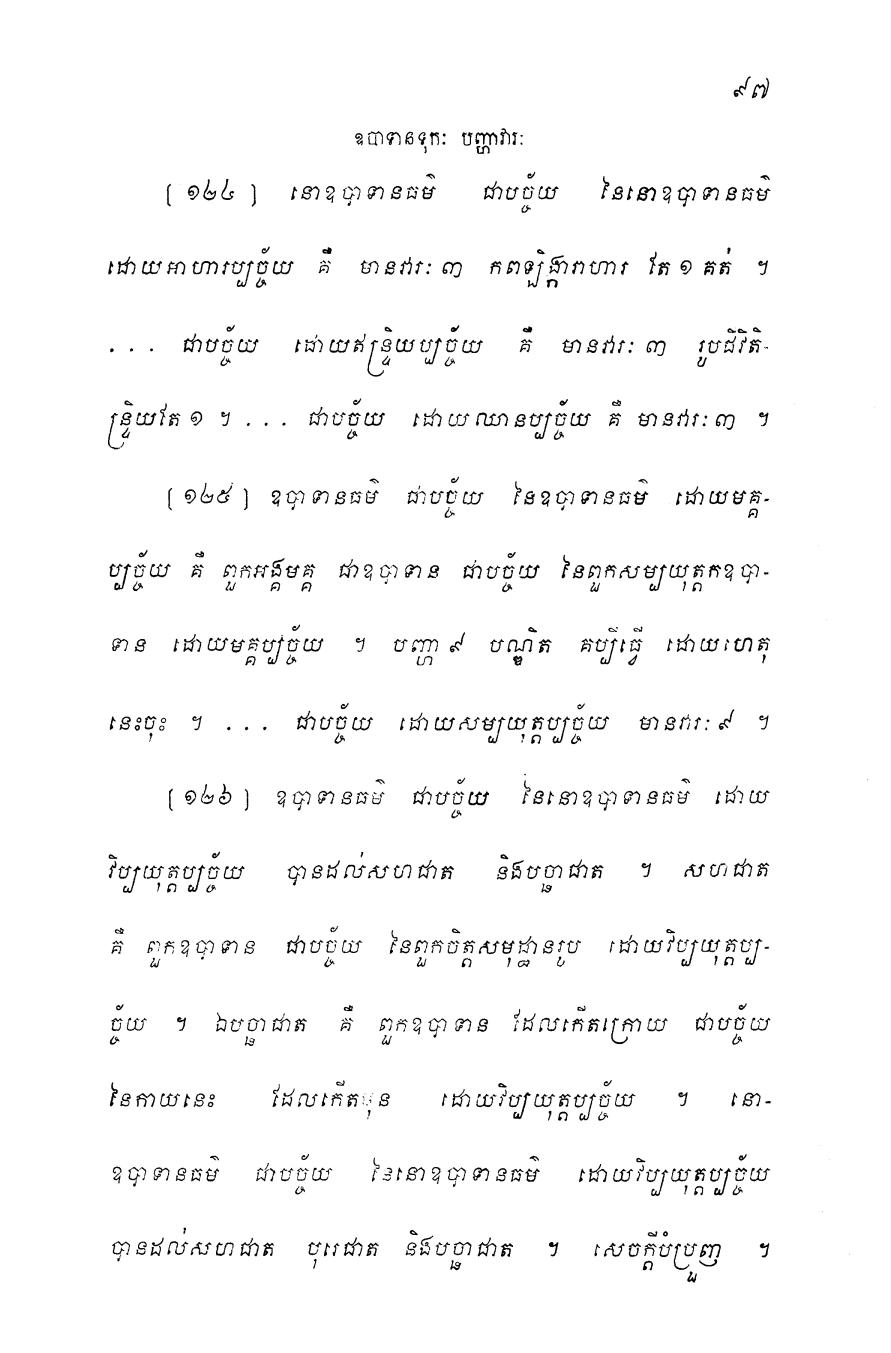 ៩៧
ឧបាទានទុកៈ បញ្ហាវារៈ
[ ១២៤ ] នោឧបាទានធម៌ ជាបច្ច័យ នៃនោឧបាទានធម៌
ដោយអាហារប្បច្ច័យ គឺ មានវារៈ ៣ កពឡិង្ការាហារ តែ ១ គត់ ។
. . . ជាបច្ច័យ ដោយឥន្ទ្រិយប្បច្ច័យ គឺ មានវារៈ ៣ រូបជីវិតិ-
ន្ទ្រិយតែ ១ ។ . . . ជាបច្ច័យ ដោយឈានប្បច្ច័យ គឺ មានវារៈ ៣ ។
[ ១២៥ ] ឧបាទានធម៌ ជាបច្ច័យ នៃឧបាទានធម៌ ដោយមគ្គ-
ប្បច្ច័យ គឺ ពួកអង្គមគ្គ ជាឧបាទាន ជាបច្ច័យ នៃពួកសម្បយុត្តកឧបា-
ទាន ដោយមគ្គប្បច្ច័យ ។ បញ្ហា ៩ បណ្ឌិត គប្បីធ្វើ ដោយហេតុ
នេះចុះ ។ . . . ជាបច្ច័យ ដោយសម្បយុត្តប្បច្ច័យ មានវារៈ ៩ ។
[ ១២៦ ] ឧបាទានធម៌ ជាបច្ច័យ នៃនោឧបាទានធម៌ ដោយ
វិប្បយុត្តប្បច្ច័យ បានដល់សហជាត និងបច្ឆាជាត ។ សហជាត
គឺ ពួកឧបាទាន ជាបច្ច័យ នៃពួកចិត្តសមុដ្ឋានរូប ដោយវិប្បយុត្តប្ប-
ច្ច័យ ។ ឯបច្ឆាជាត គឺ ពួកឧបាទាន ដែលកើតក្រោយ ជាបច្ច័យ
នៃកាយនេះ ដែលកើតមុន ដោយវិប្បយុត្តប្បច្ច័យ ។ នោ-
ឧបាទានធម៌ ជាបច្ច័យ នៃនោឧបាទានធម៌ ដោយវិប្បយុត្តប្បច្ច័យ
បានដល់សហជាត បុរេជាត និងបច្ឆាជាត ។ សេចក្តីបំប្រួញ ។